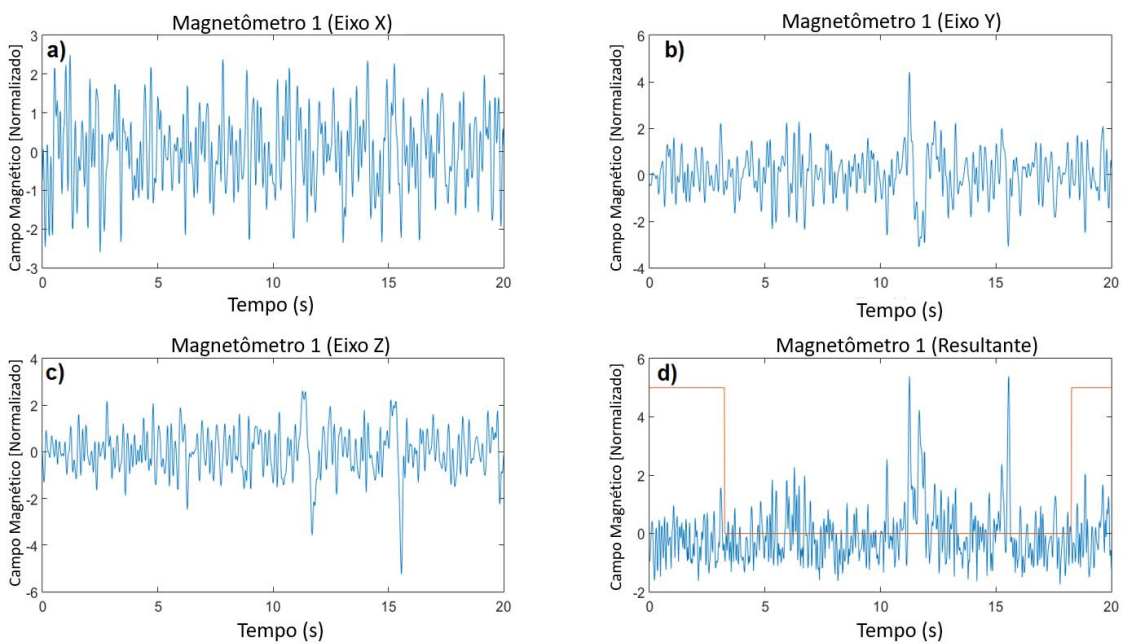 Magnetômetro 1 (Eixo X)
a)
Campo Magnético [Normalizado]
3
2
1
0
-1
-2
-3
0 5 10 15 20
Tempo (s)
Magnetômetro 1 (Eixo Y)
b)
Campo Magnético [Normalizado]
6
4
2
0
-2
-4
0 5 10 15 20
Tempo (s)
Magnetômetro 1 (Eixo Z)
c)
Campo Magnético [Normalizado]
4
2
0
-2
-4
-6
0 5 10 15 20
Tempo (s)
Magnetômetro 1 (Resultante)
d)
Campo Magnético [Normalizado]
6
4
2
0
-2
0 5 10 15 20
Tempo (s)